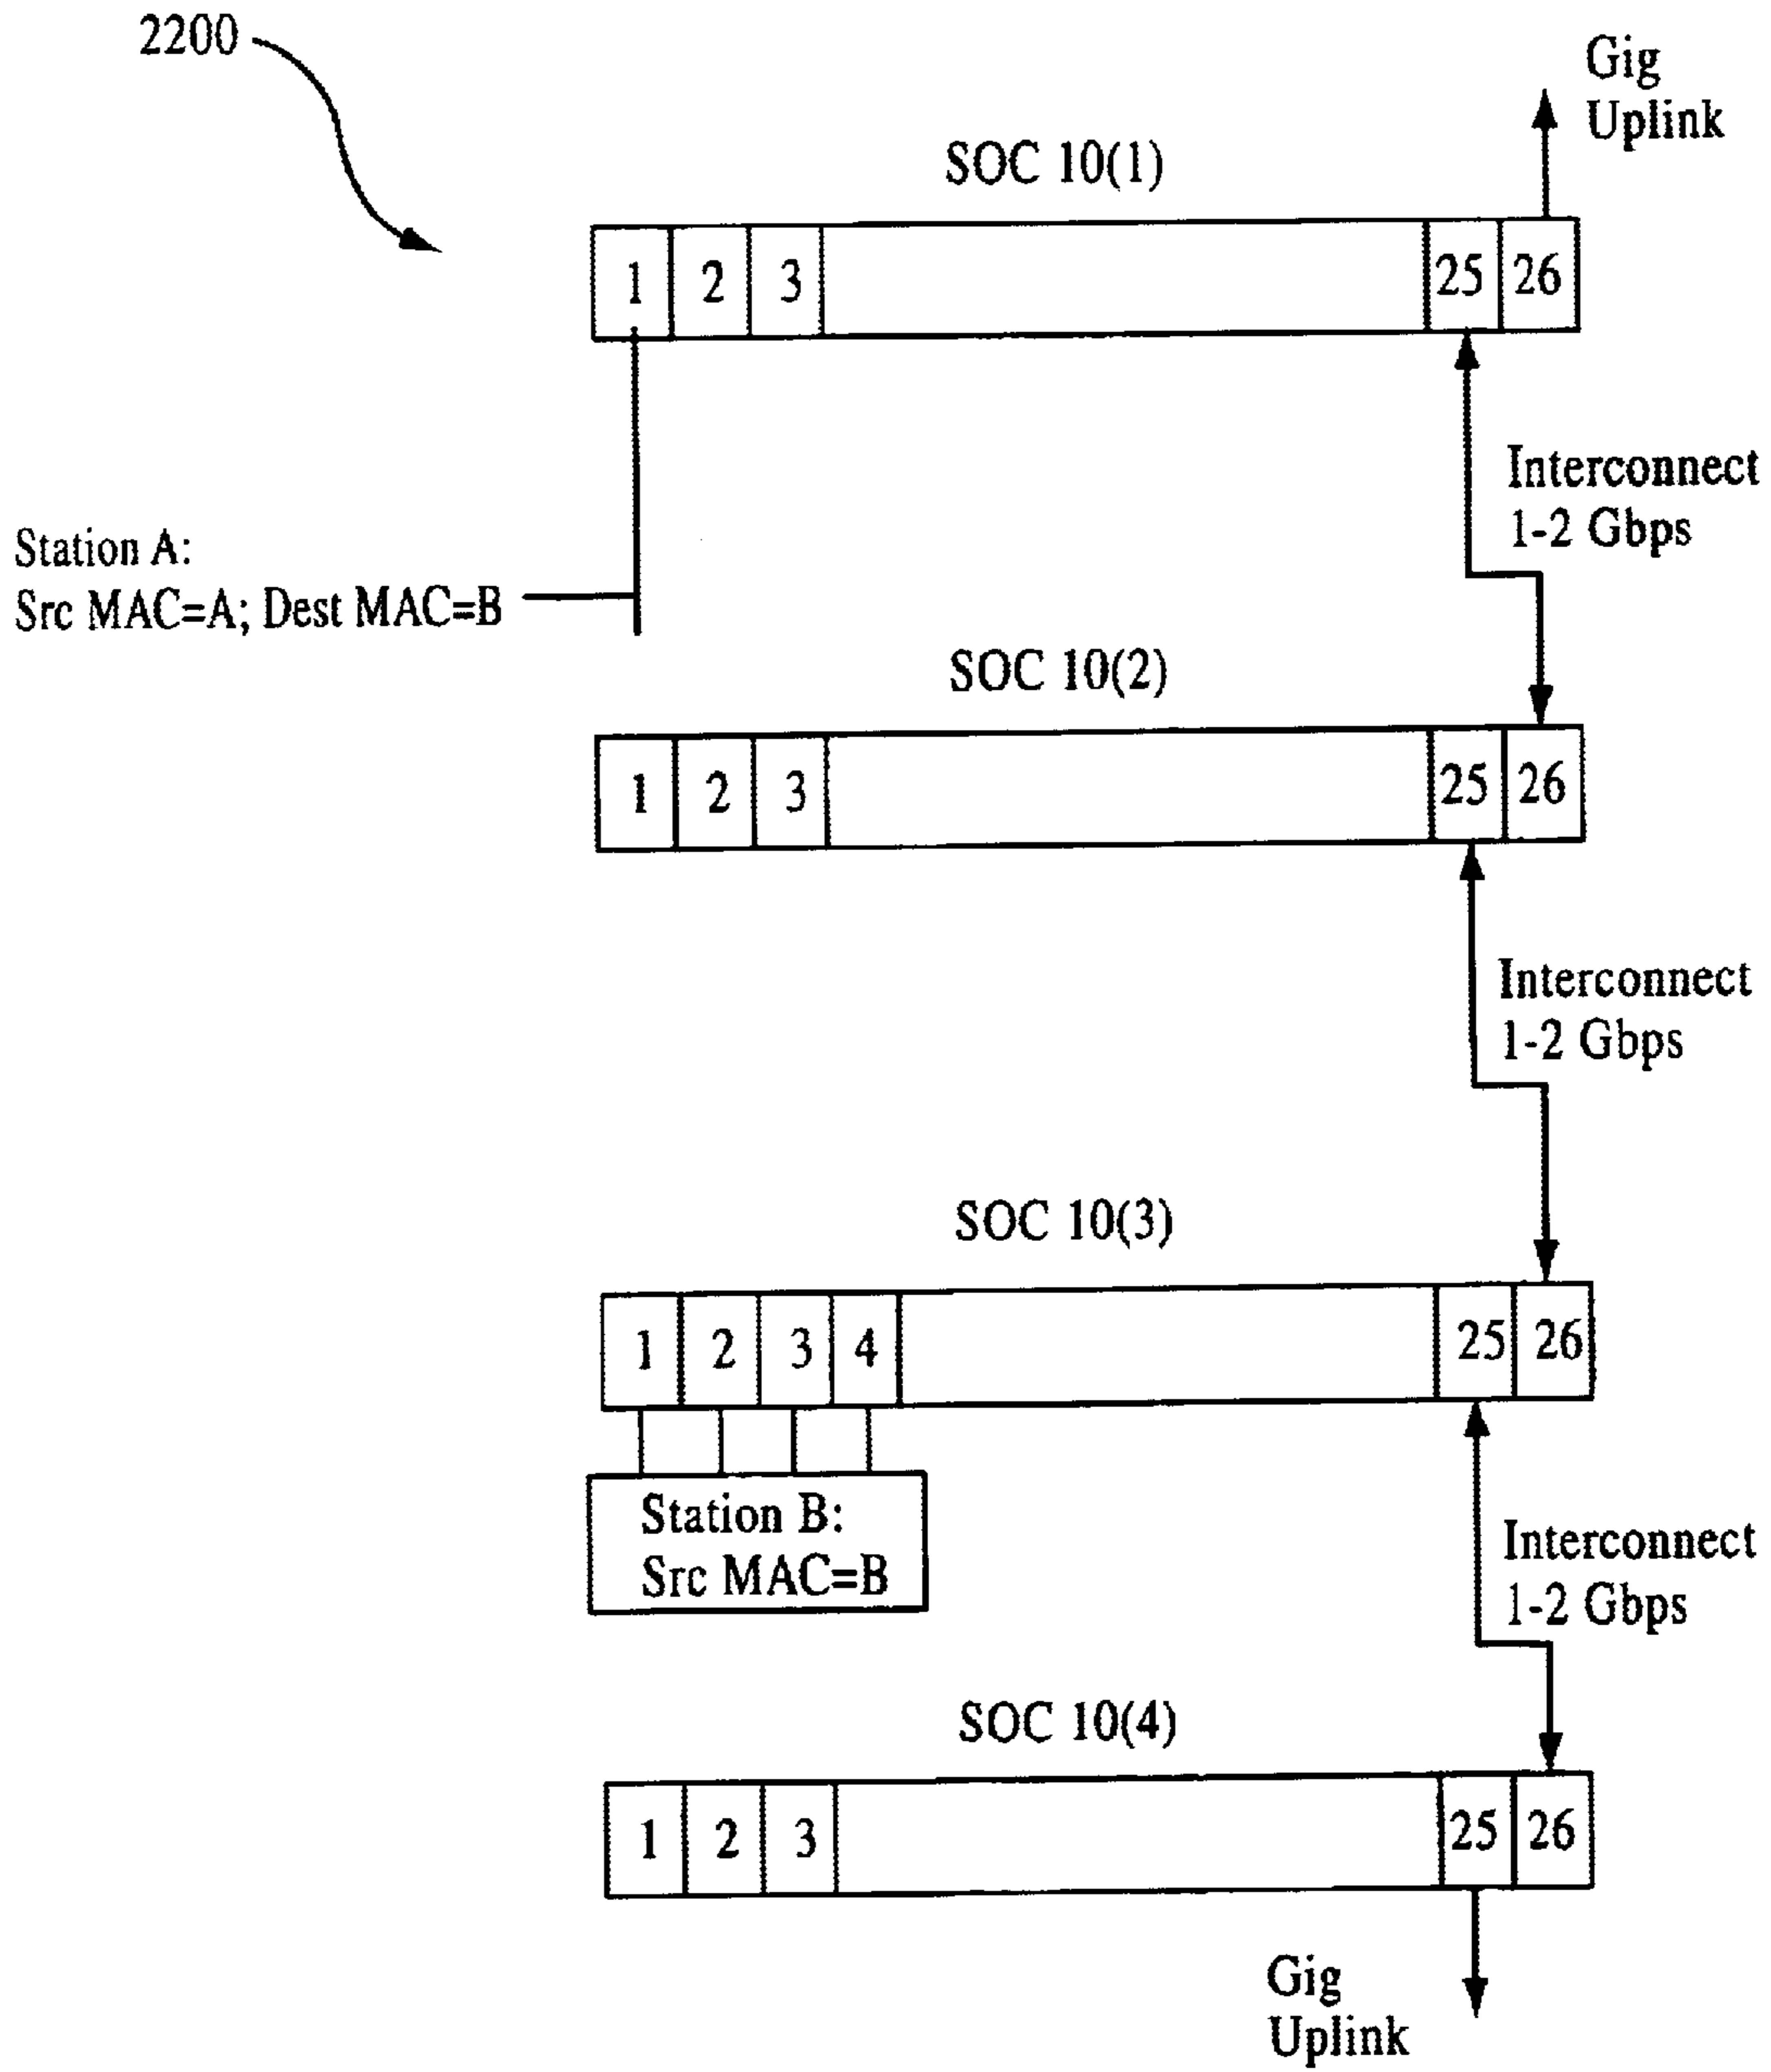 2200
Gig
Uplink
SOC 10(1)
1 2 3 25 26
Interconnect
1-2 Gbps
Station A:
Src MAC=A; Dest MAC=B
SOC 10(2)
1 2 3 25 26
Interconnect
1-2 Gbps
SOC 10(3)
1 2 3 4 25 26
Station B:
Src MAC=B
Interconnect
1-2 Gbps
SOC 10(4)
1 2 3 25 26
Gig
Uplink